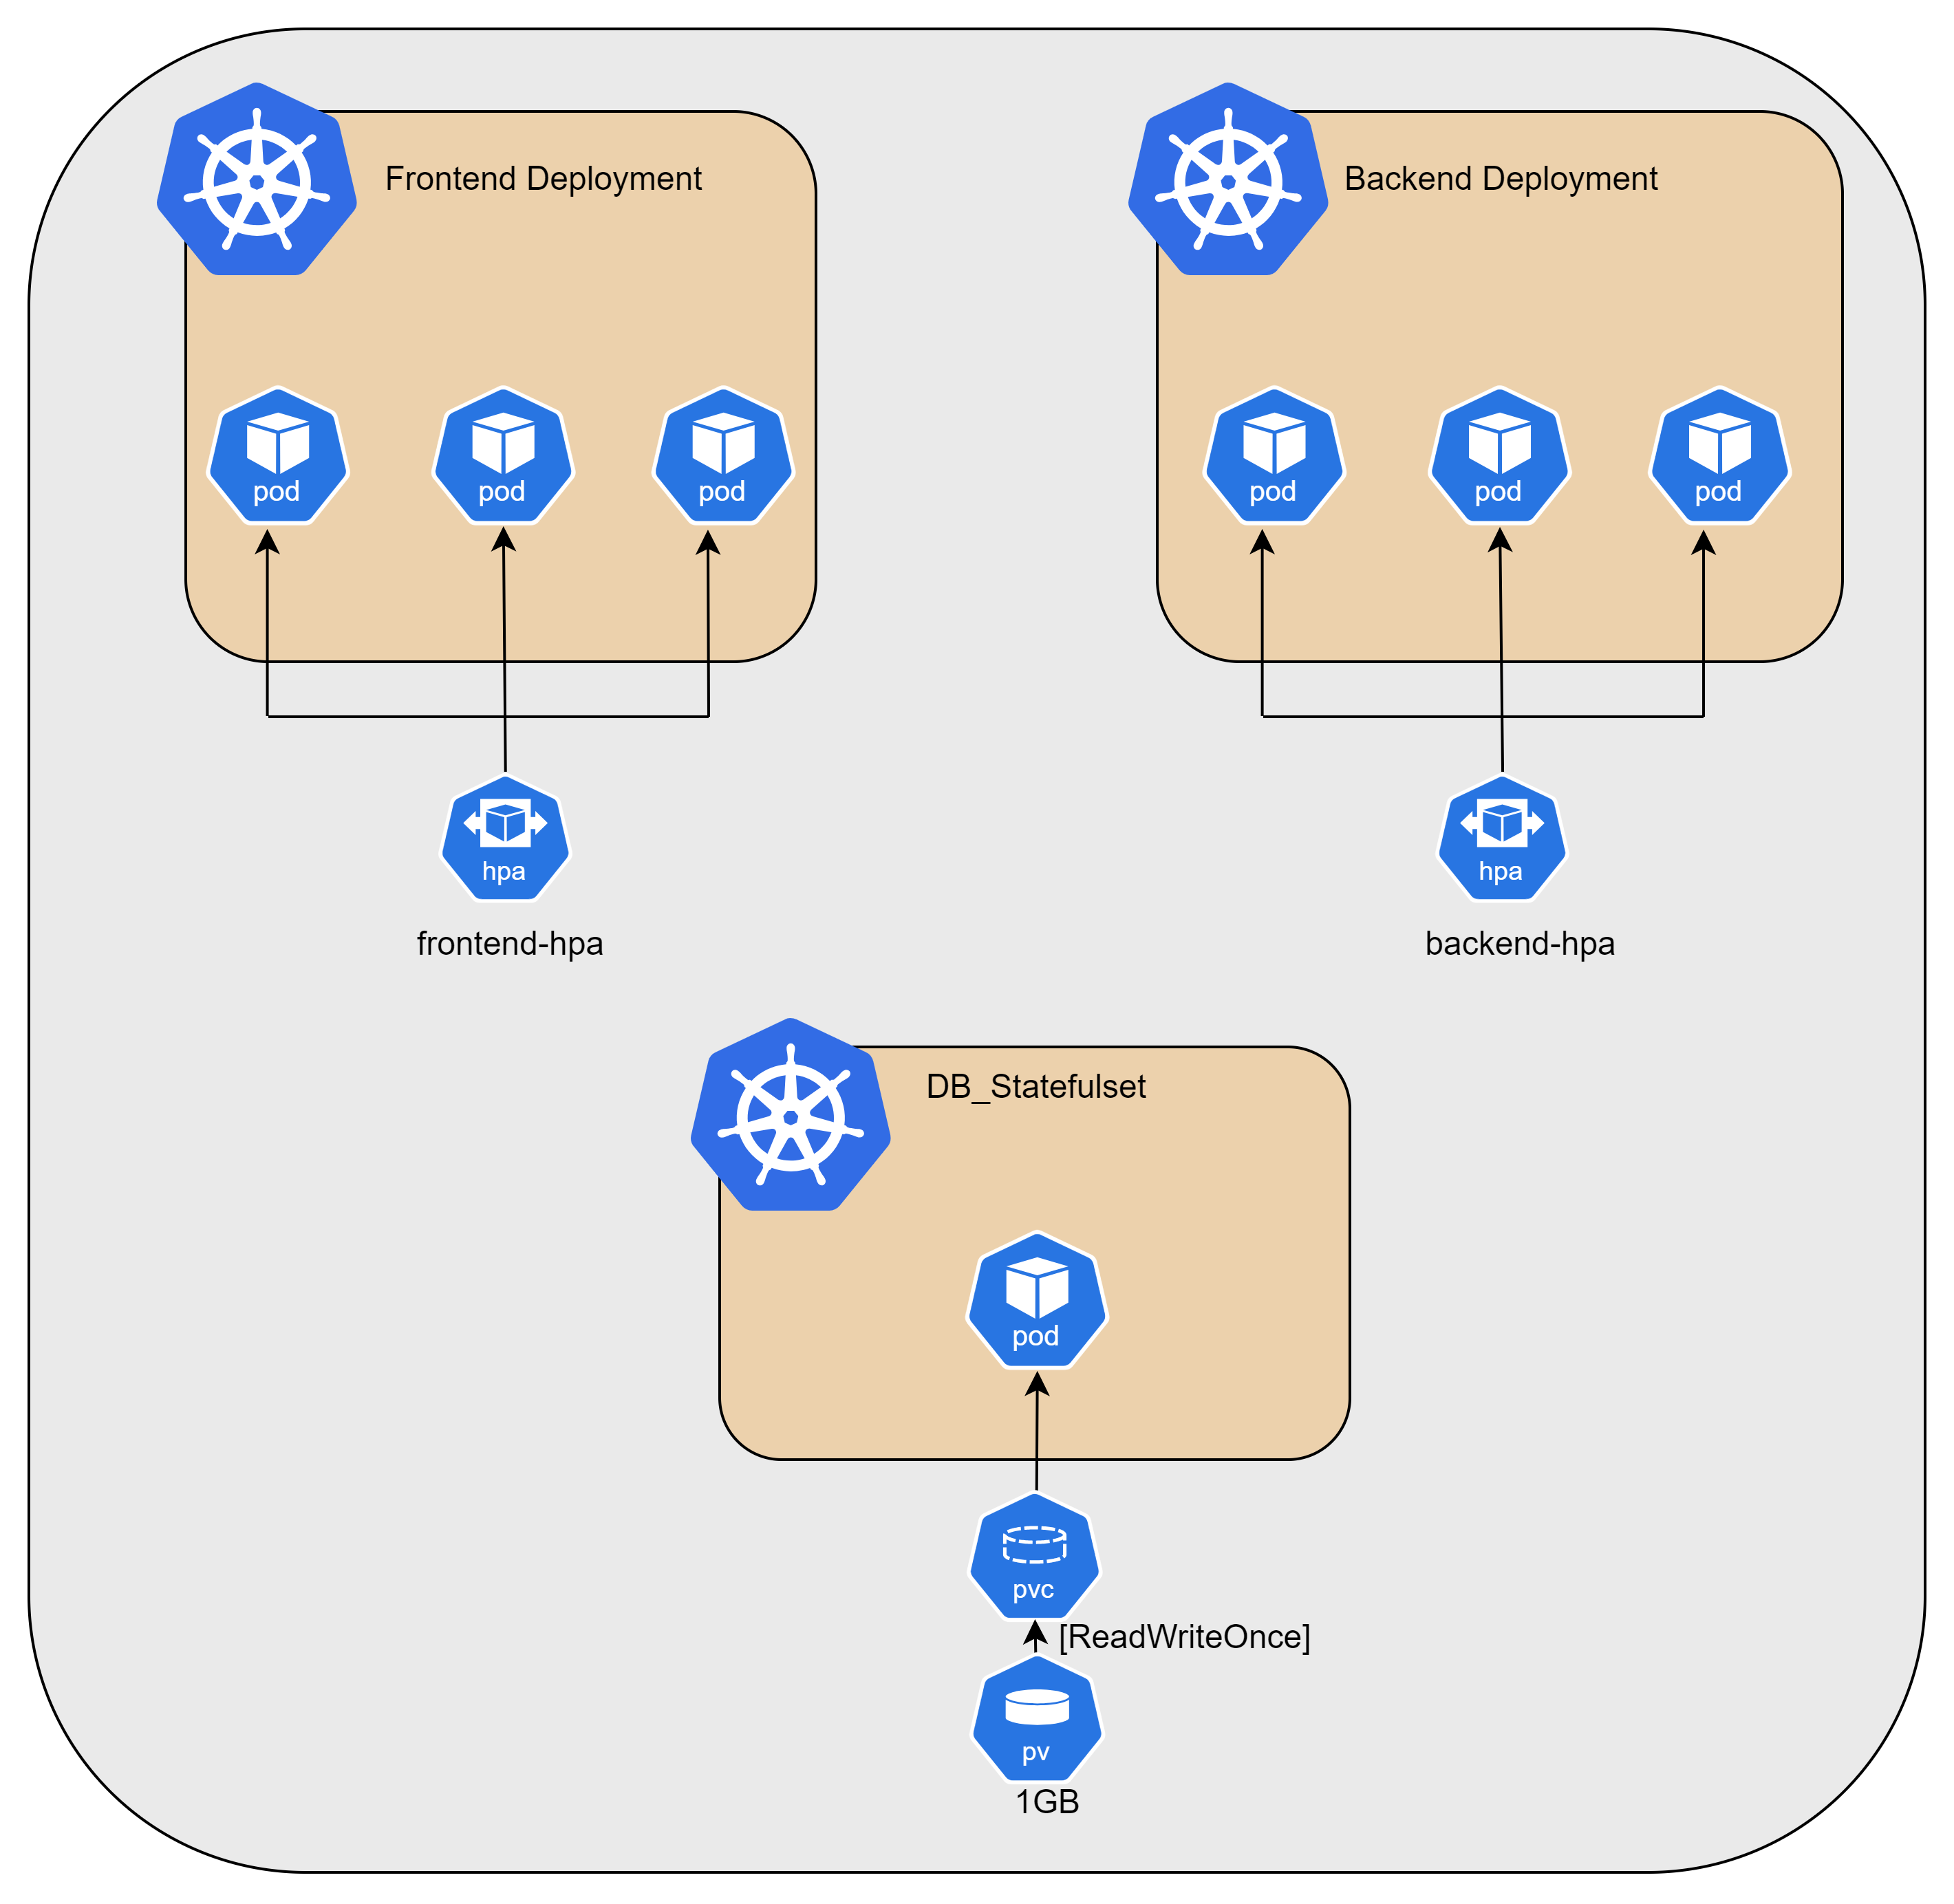 Frontend Deployment
Backend Deployment
pod
pod
pod
pod
pod
pod
hpa
hpa
frontend-hpa
backend-hpa
DB_Statefulset
pod
pvc
[ReadWriteOnce]
pv
1GB